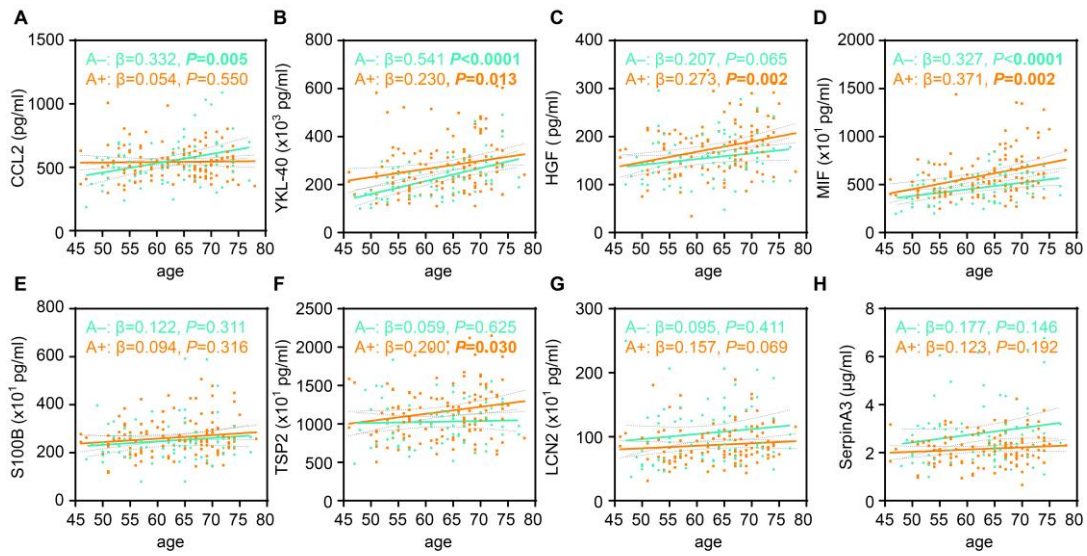 A
1500
1000
500
0
CCL2 (pg/ml)
A–: β=0.332, P=0.005
A+: β=0.054, P=0.550
45 50 55 60 65 70 75 80
age
B
800
600
400
200
0
YKL-40 (x10³ pg/ml)
A–: β=0.541 P<0.0001
A+: β=0.230, P=0.013
45 50 55 60 65 70 75 80
age
C
400
300
200
100
0
HGF (pg/ml)
A–: β=0.207, P=0.065
A+: β=0.273, P=0.002
45 50 55 60 65 70 75 80
age
D
2000
1500
1000
500
0
MIF (x10¹ pg/ml)
A–: β=0.327, P<0.0001
A+: β=0.371, P=0.002
45 50 55 60 65 70 75 80
age
E
800
600
400
200
0
S100B (x10¹ pg/ml)
A–: β=0.122, P=0.311
A+: β=0.094, P=0.316
45 50 55 60 65 70 75 80
age
F
2500
2000
1500
1000
500
0
TSP2 (x10¹ pg/ml)
A–: β=0.059, P=0.625
A+: β=0.200, P=0.030
45 50 55 60 65 70 75 80
age
G
300
200
100
0
LCN2 (x10¹ pg/ml)
A–: β=0.095, P=0.411
A+: β=0.157, P=0.069
45 50 55 60 65 70 75 80
age
H
8
6
4
2
0
SerpinA3 (µg/ml)
A–: β=0.177, P=0.146
A+: β=0.123, P=0.192
45 50 55 60 65 70 75 80
age